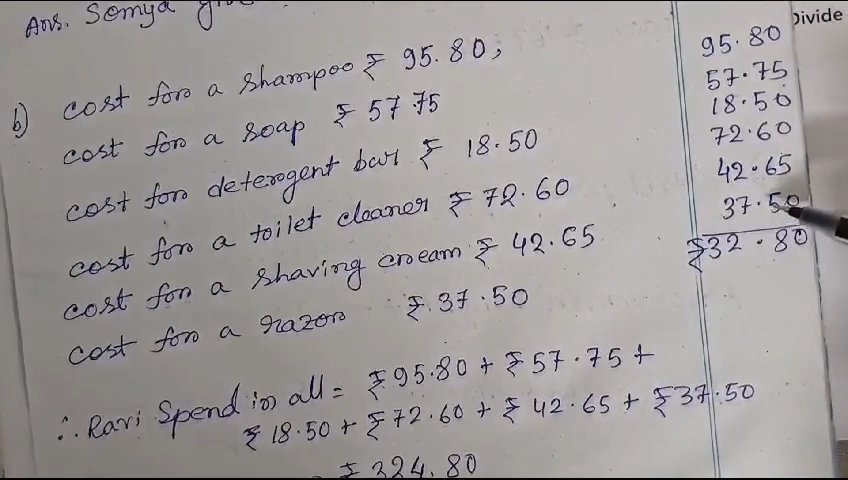 Ans. Somya
Divide
b) cost for a shampoo ₹ 95.80,
cost for a soap ₹ 57.75
cost for deterogent bar ₹ 18.50
cost for a toilet cleaner ₹ 72.60
cost for a shaving cream ₹ 42.65
cost for a razor ₹.37.50
95.80
57.75
18.50
72.60
42.65
37.50
₹32.80
∴ Ravi Spend in all = ₹95.80 + ₹57.75 +
₹18.50 + ₹72.60 + ₹42.65 + ₹37.50
₹324.80